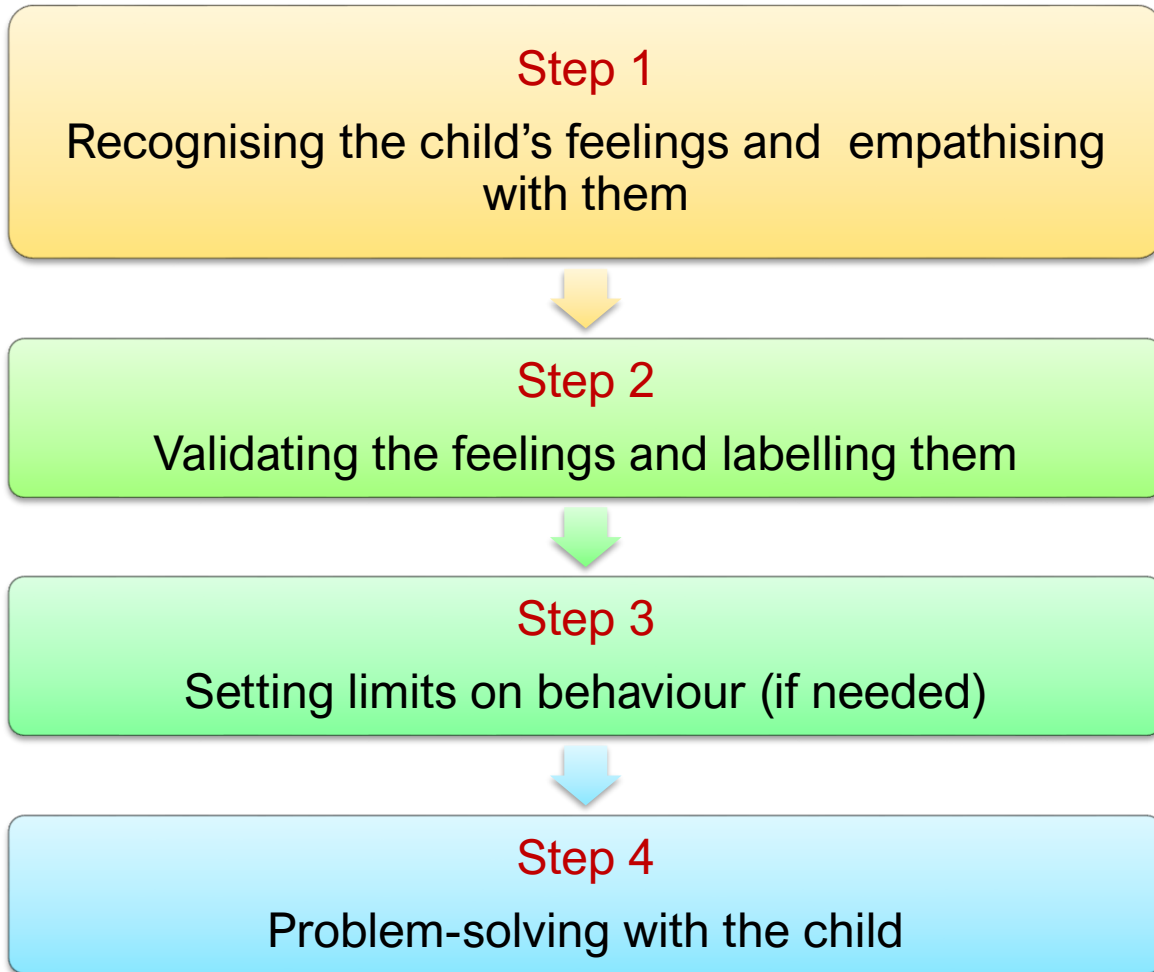 Step 1
Recognising the child’s feelings and  empathising
with them
Step 2
Validating the feelings and labelling them
Step 3
Setting limits on behaviour (if needed)
Step 4
Problem-solving with the child